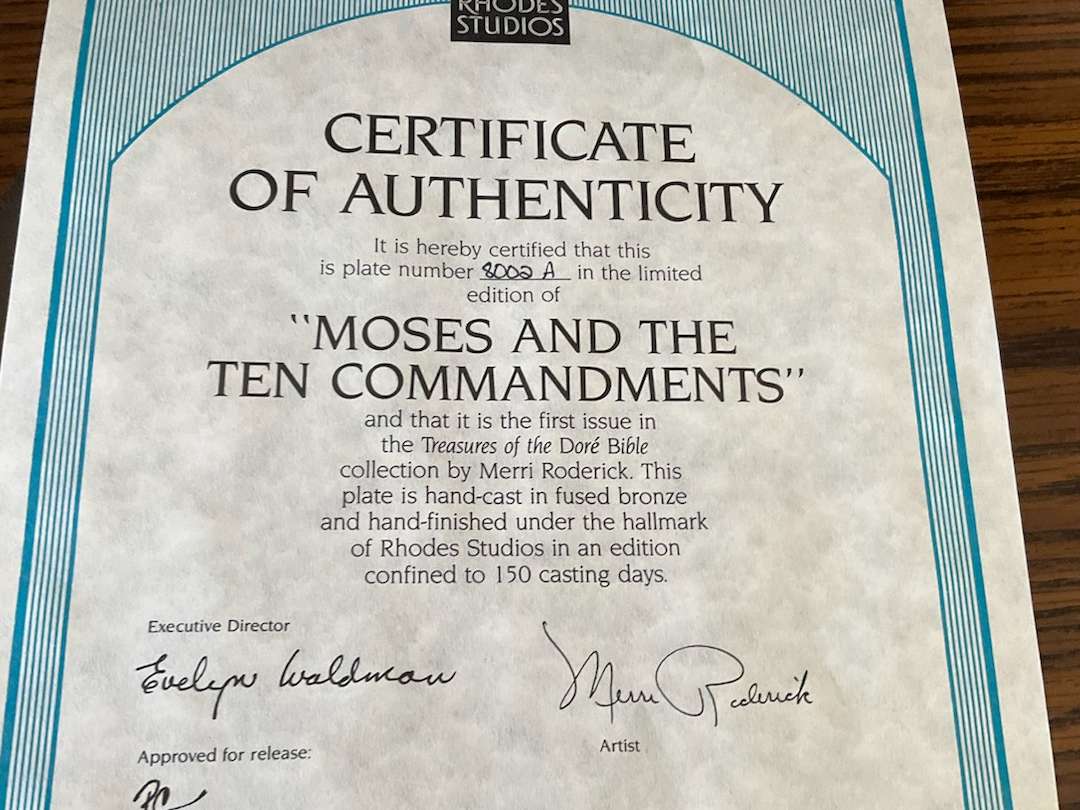 RHODES
STUDIOS
CERTIFICATE
OF AUTHENTICITY
It is hereby certified that this
is plate number 8002 A in the limited
edition of
"MOSES AND THE
TEN COMMANDMENTS"
and that it is the first issue in
the Treasures of the Doré Bible
collection by Merri Roderick. This
plate is hand-cast in fused bronze
and hand-finished under the hallmark
of Rhodes Studios in an edition
confined to 150 casting days.
Executive Director
Evelyn Waldman
Merri Roderick
Artist
Approved for release: